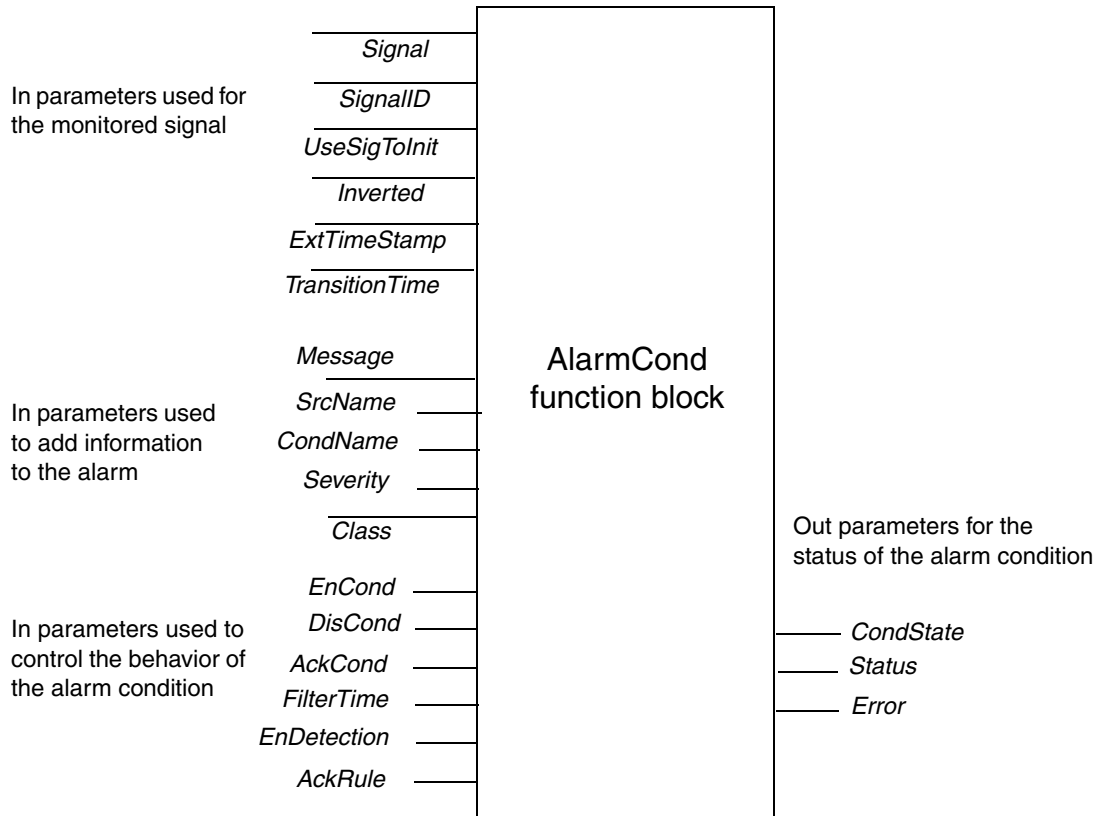 Signal
In parameters used for
the monitored signal
SignalID
UseSigToInit
Inverted
ExtTimeStamp
TransitionTime
Message
AlarmCond
function block
In parameters used
to add information
to the alarm
SrcName
CondName
Severity
Class
Out parameters for the
status of the alarm condition
EnCond
In parameters used to
control the behavior of
the alarm condition
DisCond
AckCond
FilterTime
EnDetection
AckRule
CondState
Status
Error